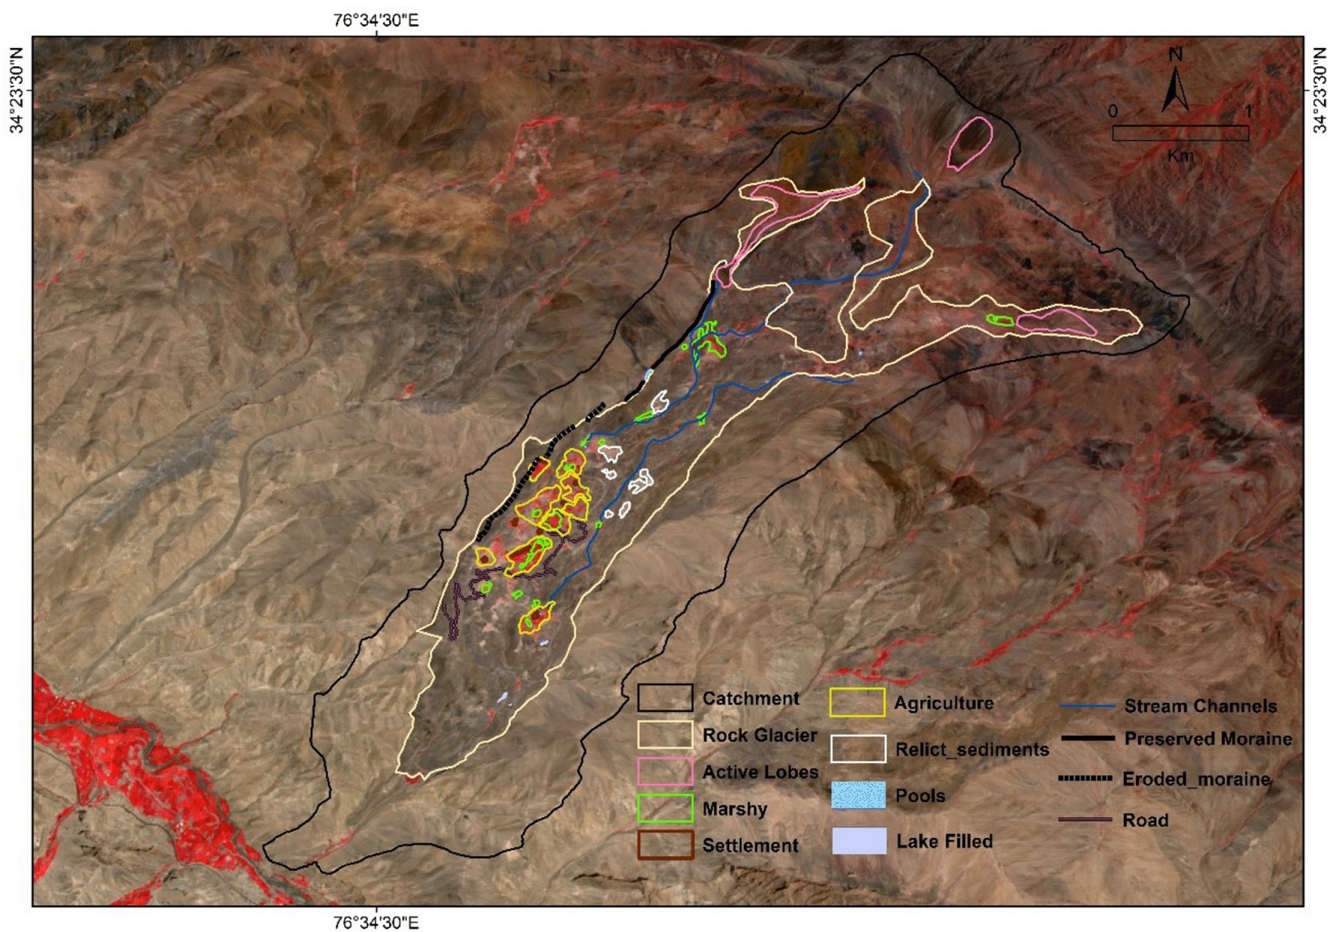 76°34'30"E
34°23'30"N
34°23'30"N
N
0 1
Km
Catchment
Rock Glacier
Active Lobes
Marshy
Settlement
Agriculture
Relict_sediments
Pools
Lake Filled
Stream Channels
Preserved Moraine
Eroded_moraine
Road
76°34'30"E